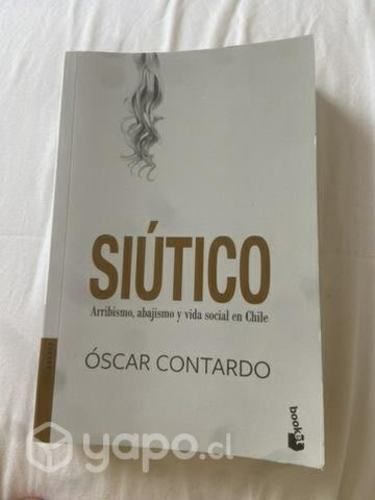 SIÚTICO
Arribismo, abajismo y vida social en Chile
ÓSCAR CONTARDO
booket
yapo.cl